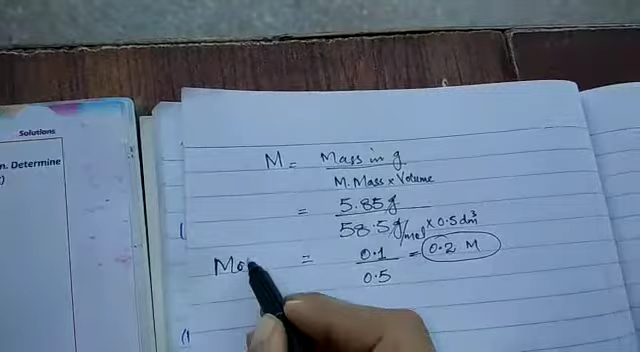 Solutions
n. Determine
)
M = Mass in g
M. Mass × Volume
= 5.85 g
58.5 g/mol × 0.5 dm³
Mo = 0.1 = 0.2 M
0.5